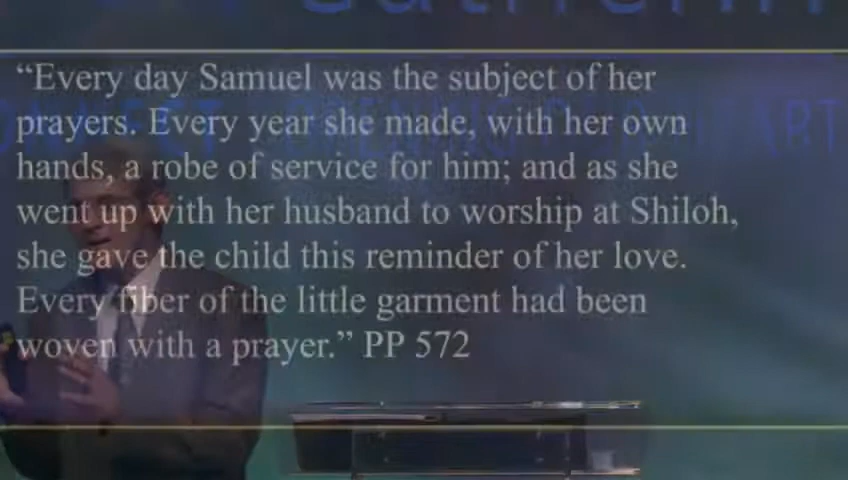 “Every day Samuel was the subject of her
prayers. Every year she made, with her own
hands, a robe of service for him; and as she
went up with her husband to worship at Shiloh,
she gave the child this reminder of her love.
Every fiber of the little garment had been
woven with a prayer.” PP 572